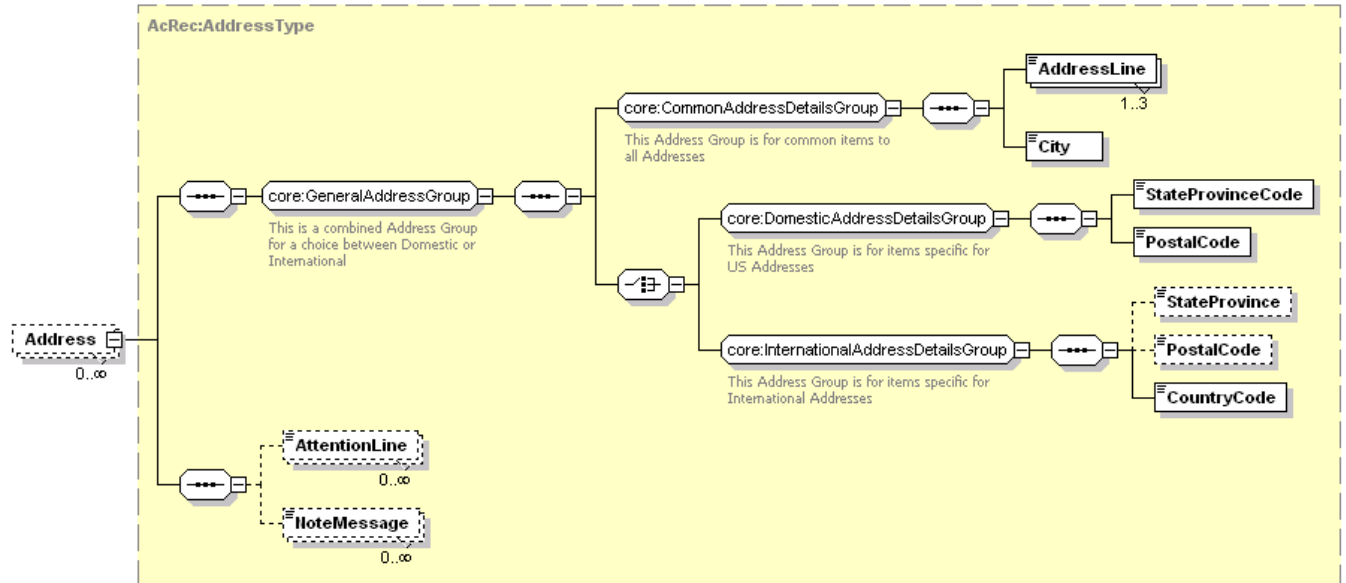 AcRec:AddressType
AddressLine
1..3
core:CommonAddressDetailsGroup
This Address Group is for common items to
all Addresses
City
core:GeneralAddressGroup
This is a combined Address Group
for a choice between Domestic or
International
StateProvinceCode
core:DomesticAddressDetailsGroup
This Address Group is for items specific for
US Addresses
PostalCode
StateProvince
core:InternationalAddressDetailsGroup
This Address Group is for items specific for
International Addresses
PostalCode
CountryCode
Address
0..∞
AttentionLine
0..∞
NoteMessage
0..∞